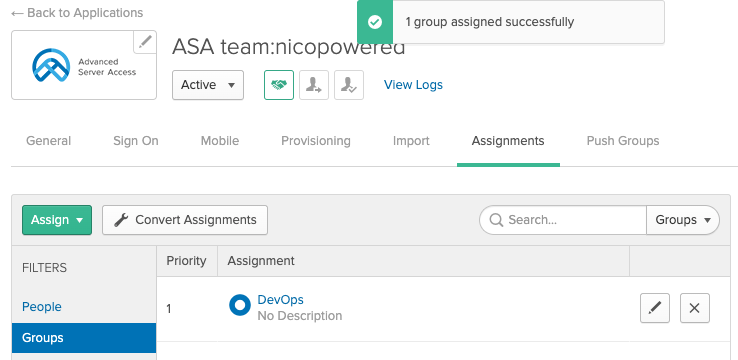 ← Back to Applications
1 group assigned successfully
Advanced
Server Access
ASA team:nicopowered
Active
View Logs
General Sign On Mobile Provisioning Import Assignments Push Groups
Assign
Convert Assignments
Search...
Groups
FILTERS
Priority Assignment
People
1
DevOps
No Description
Groups